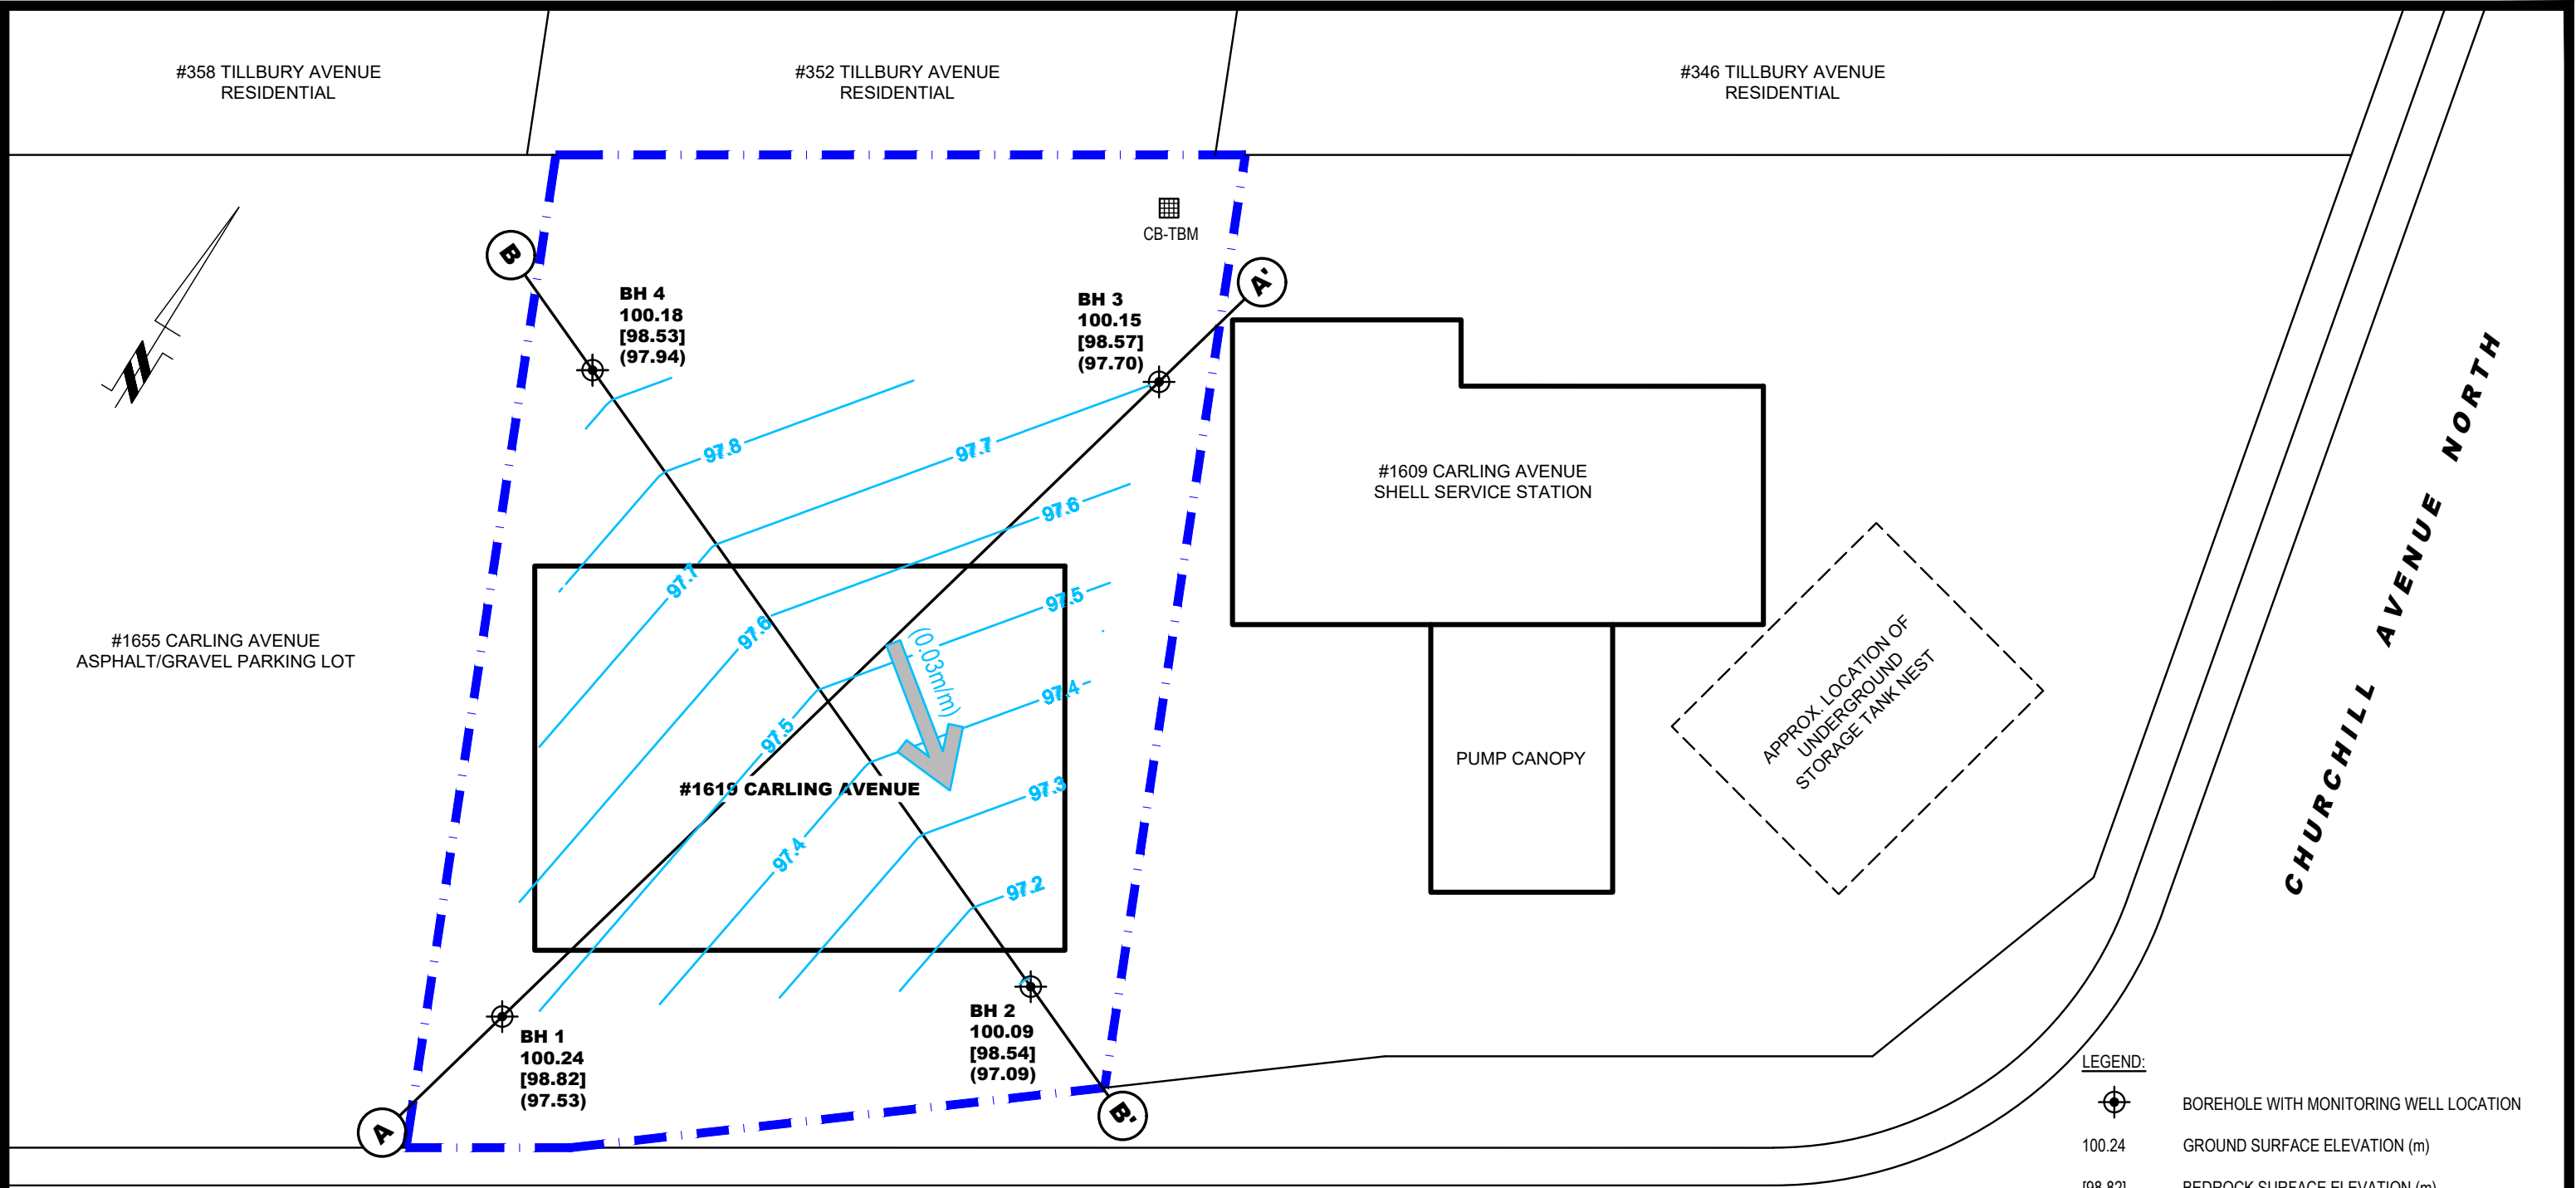 #358 TILLBURY AVENUE
RESIDENTIAL
#352 TILLBURY AVENUE
RESIDENTIAL
#346 TILLBURY AVENUE
RESIDENTIAL
CB-TBM
B
A'
BH 4
100.18
[98.53]
(97.94)
BH 3
100.15
[98.57]
(97.70)
97.8
97.7
97.6
97.5
97.4
97.3
97.2
97.7
97.6
97.5
97.4
(0.03m/m)
#1655 CARLING AVENUE
ASPHALT/GRAVEL PARKING LOT
#1619 CARLING AVENUE
#1609 CARLING AVENUE
SHELL SERVICE STATION
PUMP CANOPY
APPROX. LOCATION OF
UNDERGROUND
STORAGE TANK NEST
CHURCHILL AVENUE NORTH
BH 1
100.24
[98.82]
(97.53)
BH 2
100.09
[98.54]
(97.09)
A
B'
LEGEND:
BOREHOLE WITH MONITORING WELL LOCATION
100.24 GROUND SURFACE ELEVATION (m)
[98.82] BEDROCK SURFACE ELEVATION (m)